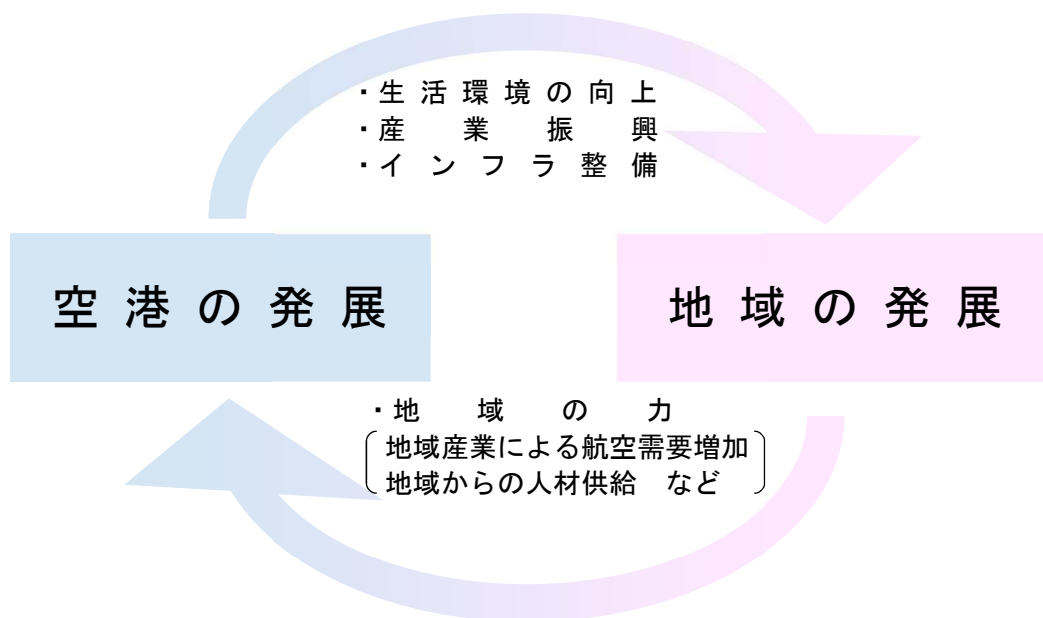 ・生活環境の向上
・産業振興
・インフラ整備
空港の発展
地域の発展
・地域の力
地域産業による航空需要増加
地域からの人材供給　など